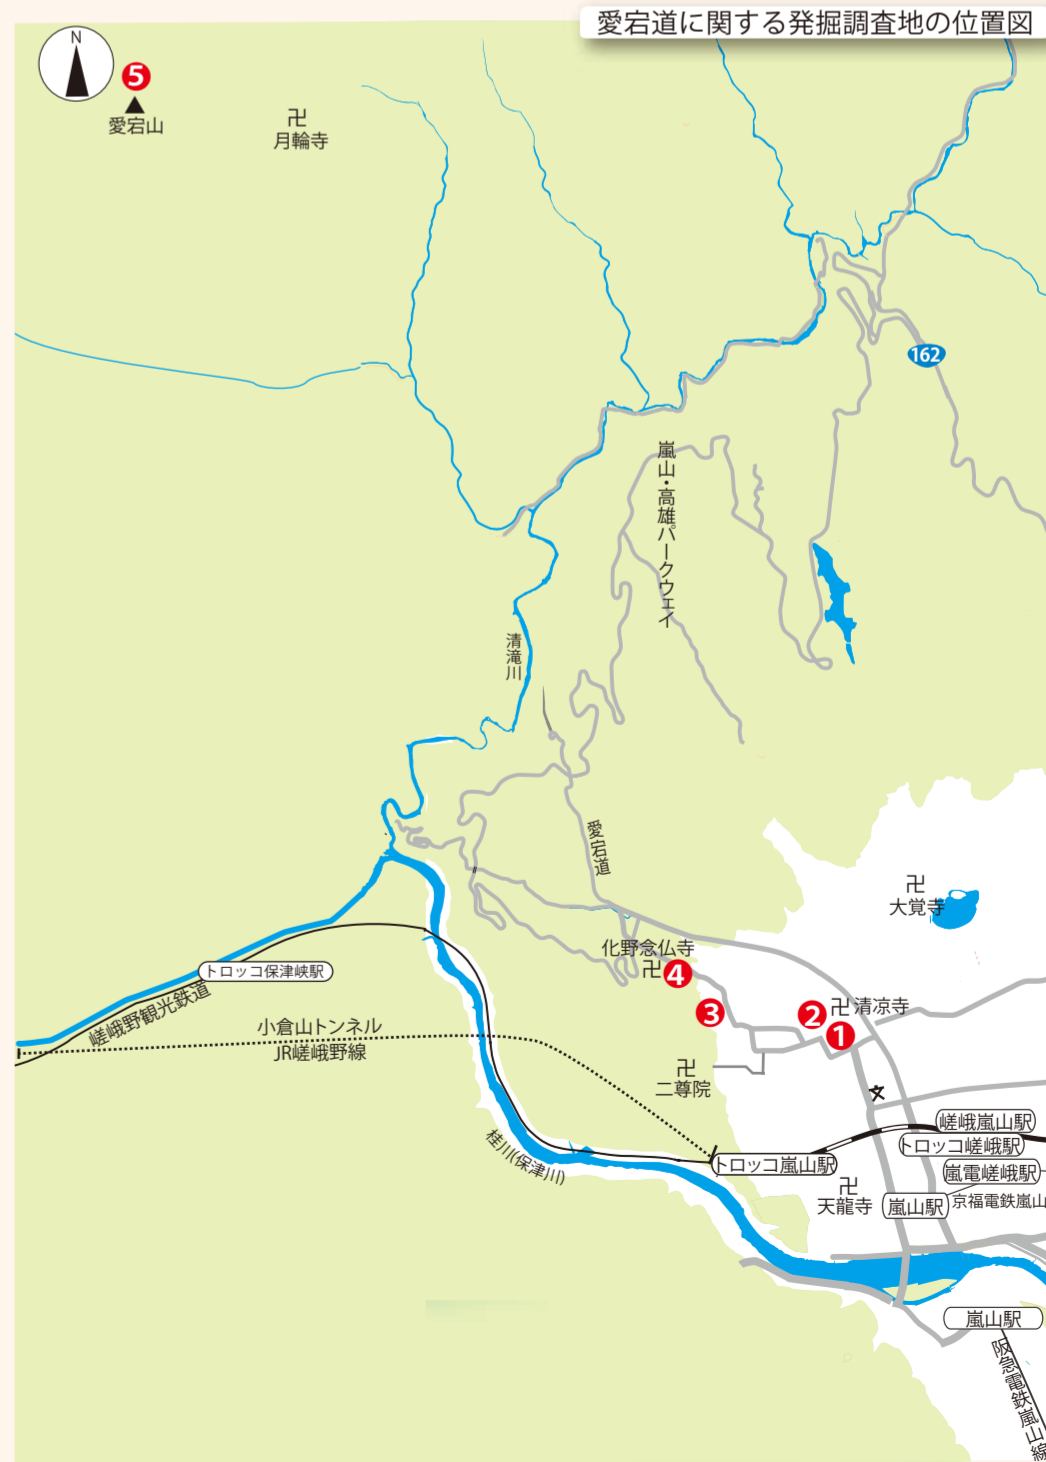 愛宕道に関する発掘調査地の位置図
N
5
愛宕山
月輪寺
162
嵐山・高雄パークウェイ
清滝川
愛宕道
大覚寺
化野念仏寺
4
3
2
清凉寺
1
トロッコ保津峡駅
嵯峨野観光鉄道
小倉山トンネル
JR嵯峨野線
二尊院
桂川(保津川)
トロッコ嵐山駅
嵯峨嵐山駅
トロッコ嵯峨駅
嵐電嵯峨駅
天龍寺
嵐山駅
京福電鉄嵐山
嵐山駅
阪急電鉄嵐山線